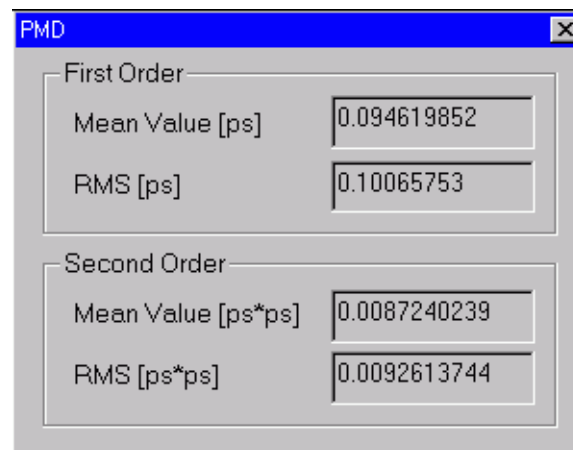 PMD
First Order
Mean Value [ps] 0.094619852
RMS [ps] 0.10065753
Second Order
Mean Value [ps*ps] 0.0087240239
RMS [ps*ps] 0.0092613744